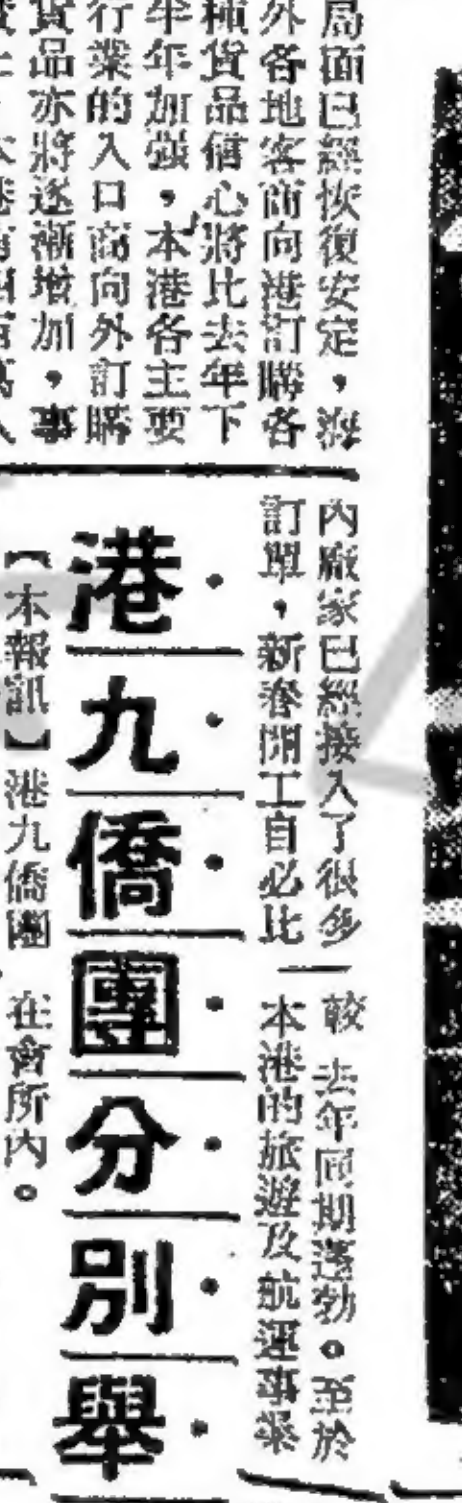 局面已經恢復安定，海
外各地客商向港訂購各
種貨品信心將比去年下
半年加强，本港各主要
行業的入口商向外訂購
貨品亦將逐漸增加，事
內廠家已經接入了很多
訂單，新春開工自必比
較去年同期蓬勃。至於
本港的旅遊及航運事業
港九僑團分別舉
【本報訊】港九僑團
在會所內。